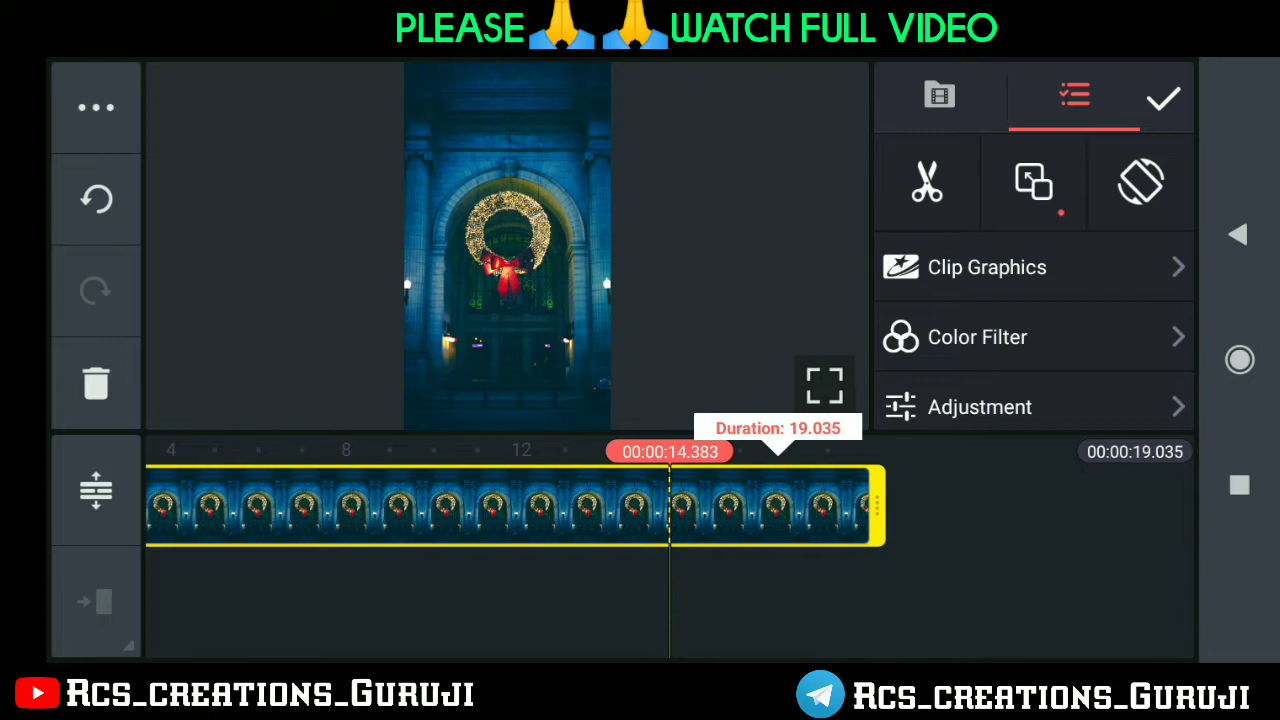 PLEASE🙏 🙏WATCH FULL VIDEO
Clip Graphics
Color Filter
Adjustment
Duration: 19.035
4 8 12 00:00:14.383 00:00:19.035
Rcs_creations_Guruji Rcs_creations_Guruji